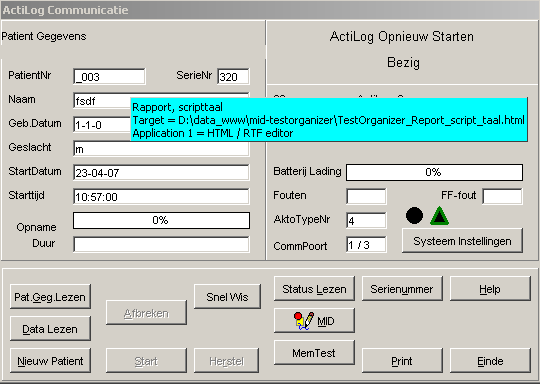 ActiLog Communicatie
Patient Gegevens
PatientNr _003 SerieNr 320
Naam fsdf
Geb.Datum 1-1-0
Geslacht m
StartDatum 23-04-07
Starttijd 10:57:00
Opname 0%
Duur
ActiLog Opnieuw Starten
Bezig
Rapport, scripttaal
Target = D:\data_www\mid-testorganizer\TestOrganizer_Report_script_taal.html
Application 1 = HTML / RTF editor
Batterij Lading 0%
Fouten FF-fout
AktoTypeNr 4
CommPoort 1 / 3 Systeem Instellingen
Pat.Geg.Lezen
Data Lezen
Nieuw Patient
Afbreken
Start
Snel Wis
Herstel
Status Lezen
MID
MemTest
Serienummer
Print
Help
Einde